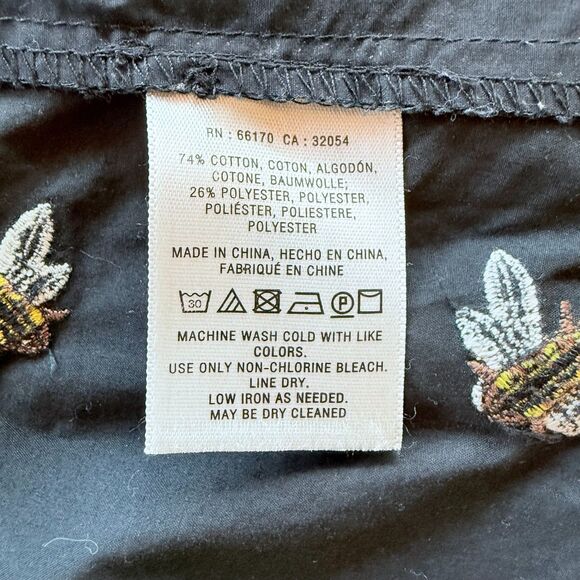 RN : 66170 CA : 32054
74% COTTON, COTON, ALGODÓN,
COTONE, BAUMWOLLE;
26% POLYESTER, POLYESTER,
POLIÉSTER, POLIESTERE,
POLYESTER
MADE IN CHINA, HECHO EN CHINA,
FABRIQUÉ EN CHINE
30 P
MACHINE WASH COLD WITH LIKE
COLORS.
USE ONLY NON-CHLORINE BLEACH.
LINE DRY.
LOW IRON AS NEEDED.
MAY BE DRY CLEANED